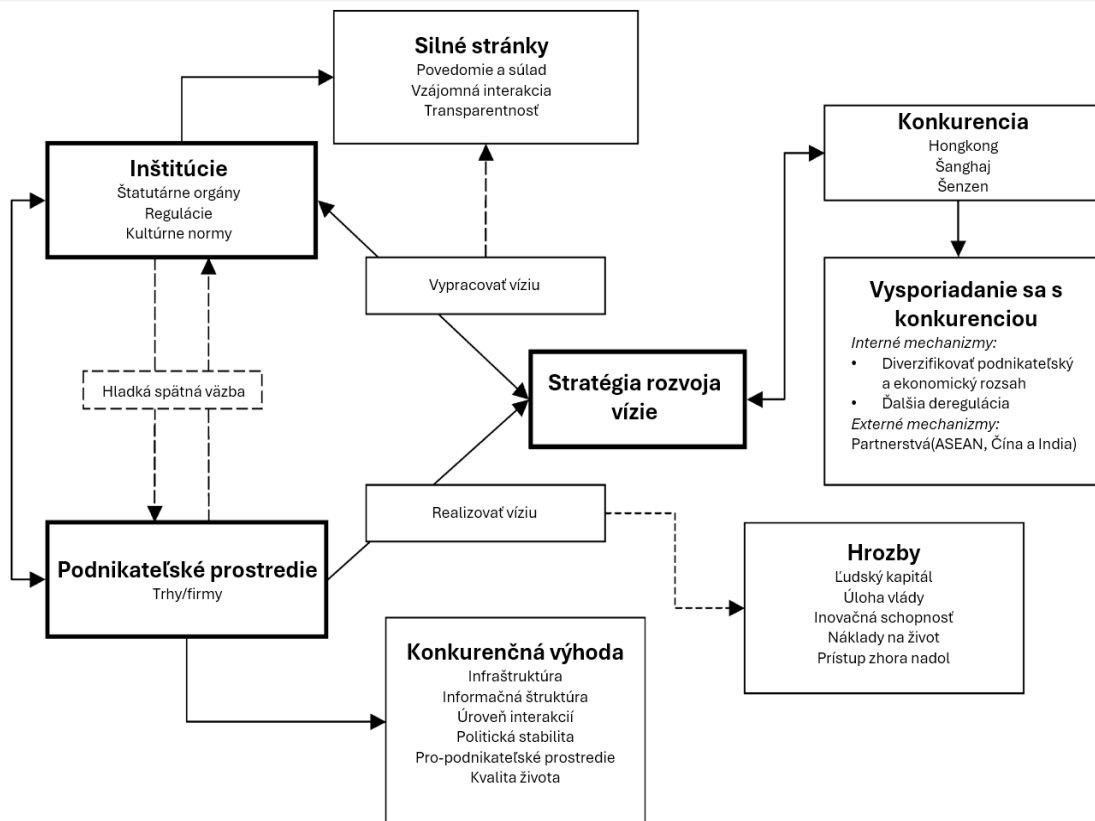 Silné stránky
Povedomie a súlad
Vzájomná interakcia
Transparentnosť
Konkurencia
Hongkong
Šanghaj
Šenzen
Inštitúcie
Štatutárne orgány
Regulácie
Kultúrne normy
Vypracovať víziu
Vysporiadanie sa s
konkurenciou
Interné mechanizmy:
• Diverzifikovať podnikateľský
a ekonomický rozsah
• Ďalšia deregulácia
Externé mechanizmy:
Partnerstvá(ASEAN, Čína a India)
Hladká spätná väzba
Stratégia rozvoja
vízie
Realizovať víziu
Podnikateľské prostredie
Trhy/firmy
Hrozby
Ľudský kapitál
Úloha vlády
Inovačná schopnosť
Náklady na život
Prístup zhora nadol
Konkurenčná výhoda
Infraštruktúra
Informačná štruktúra
Úroveň interakcií
Politická stabilita
Pro-podnikateľské prostredie
Kvalita života